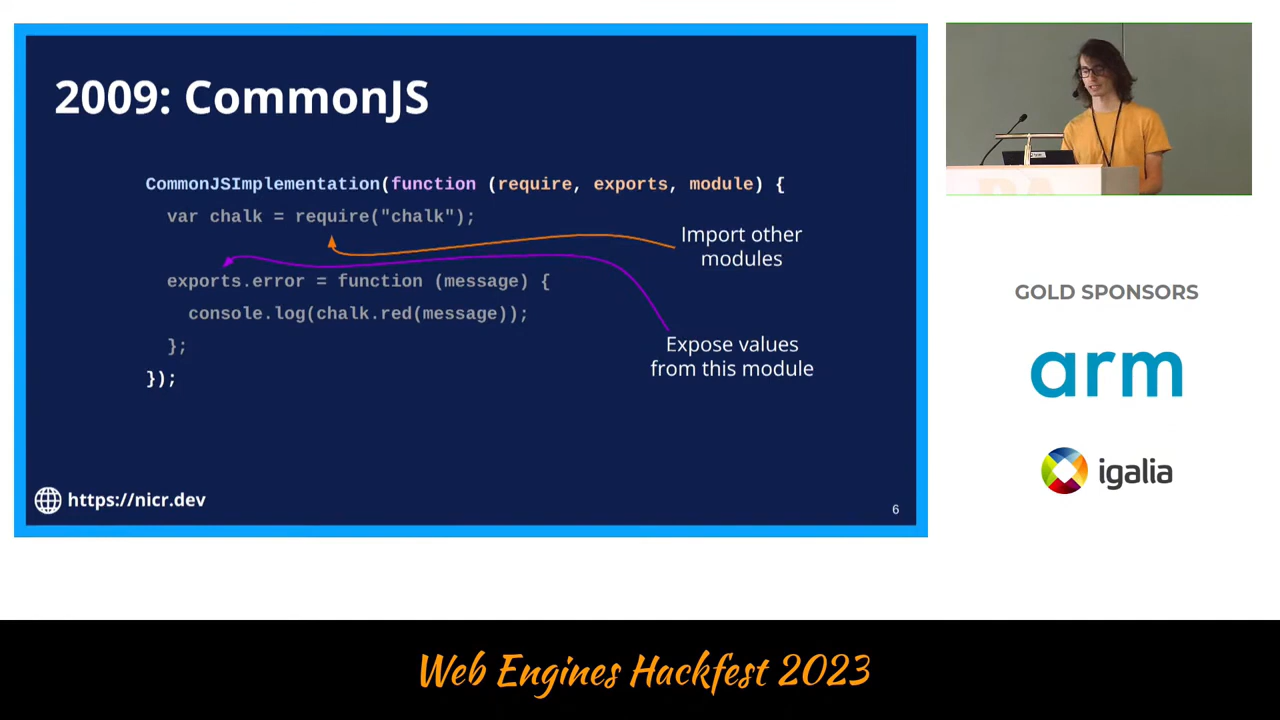 2009: CommonJS
CommonJSImplementation(function (require, exports, module) {
var chalk = require("chalk");
Import other
modules
exports.error = function (message) {
console.log(chalk.red(message));
};
});
Expose values
from this module
https://nicr.dev
6
GOLD SPONSORS
arm
igalia
Web Engines Hackfest 2023